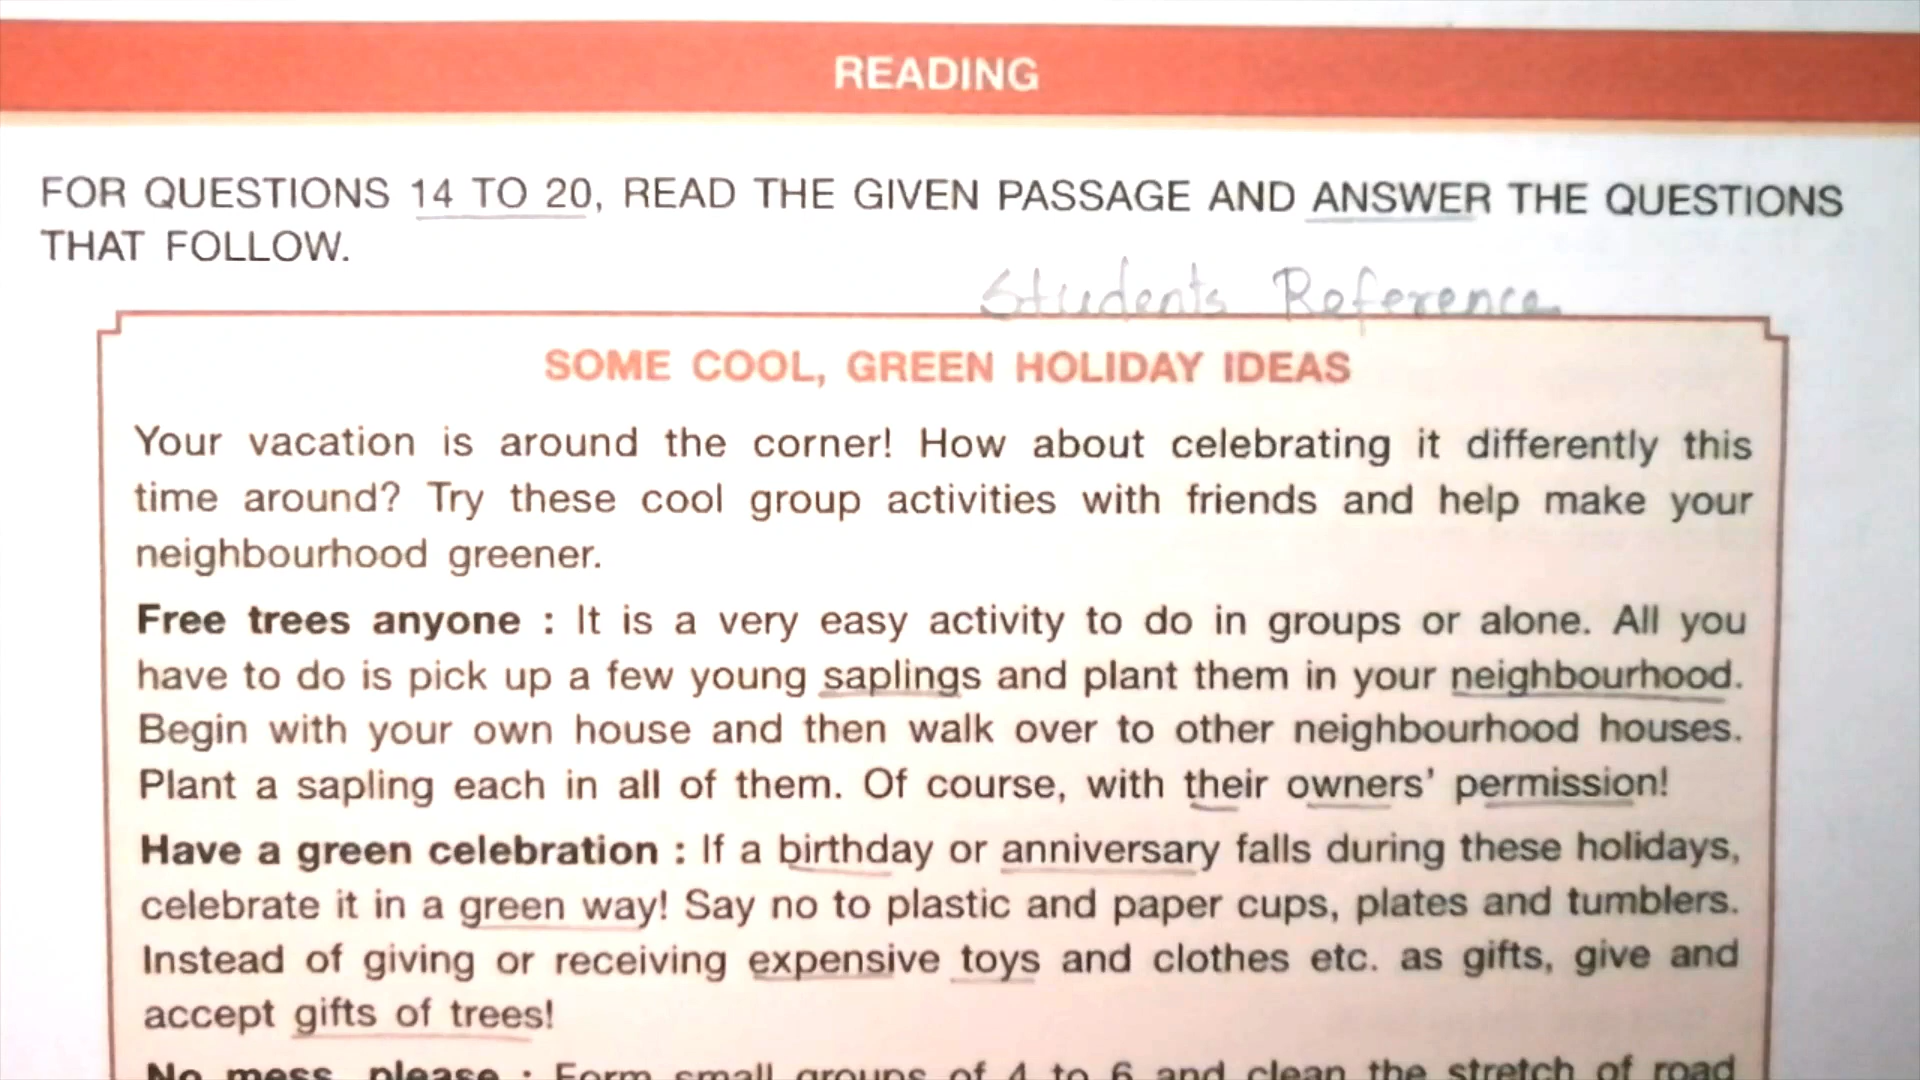 READING
FOR QUESTIONS 14 TO 20, READ THE GIVEN PASSAGE AND ANSWER THE QUESTIONS
THAT FOLLOW.
Students Reference
SOME COOL, GREEN HOLIDAY IDEAS
Your vacation is around the corner! How about celebrating it differently this
time around? Try these cool group activities with friends and help make your
neighbourhood greener.
Free trees anyone : It is a very easy activity to do in groups or alone. All you
have to do is pick up a few young saplings and plant them in your neighbourhood.
Begin with your own house and then walk over to other neighbourhood houses.
Plant a sapling each in all of them. Of course, with their owners' permission!
Have a green celebration : If a birthday or anniversary falls during these holidays,
celebrate it in a green way! Say no to plastic and paper cups, plates and tumblers.
Instead of giving or receiving expensive toys and clothes etc. as gifts, give and
accept gifts of trees!
No mess, please : Form small groups of 4 to 6 and clean the stretch of road